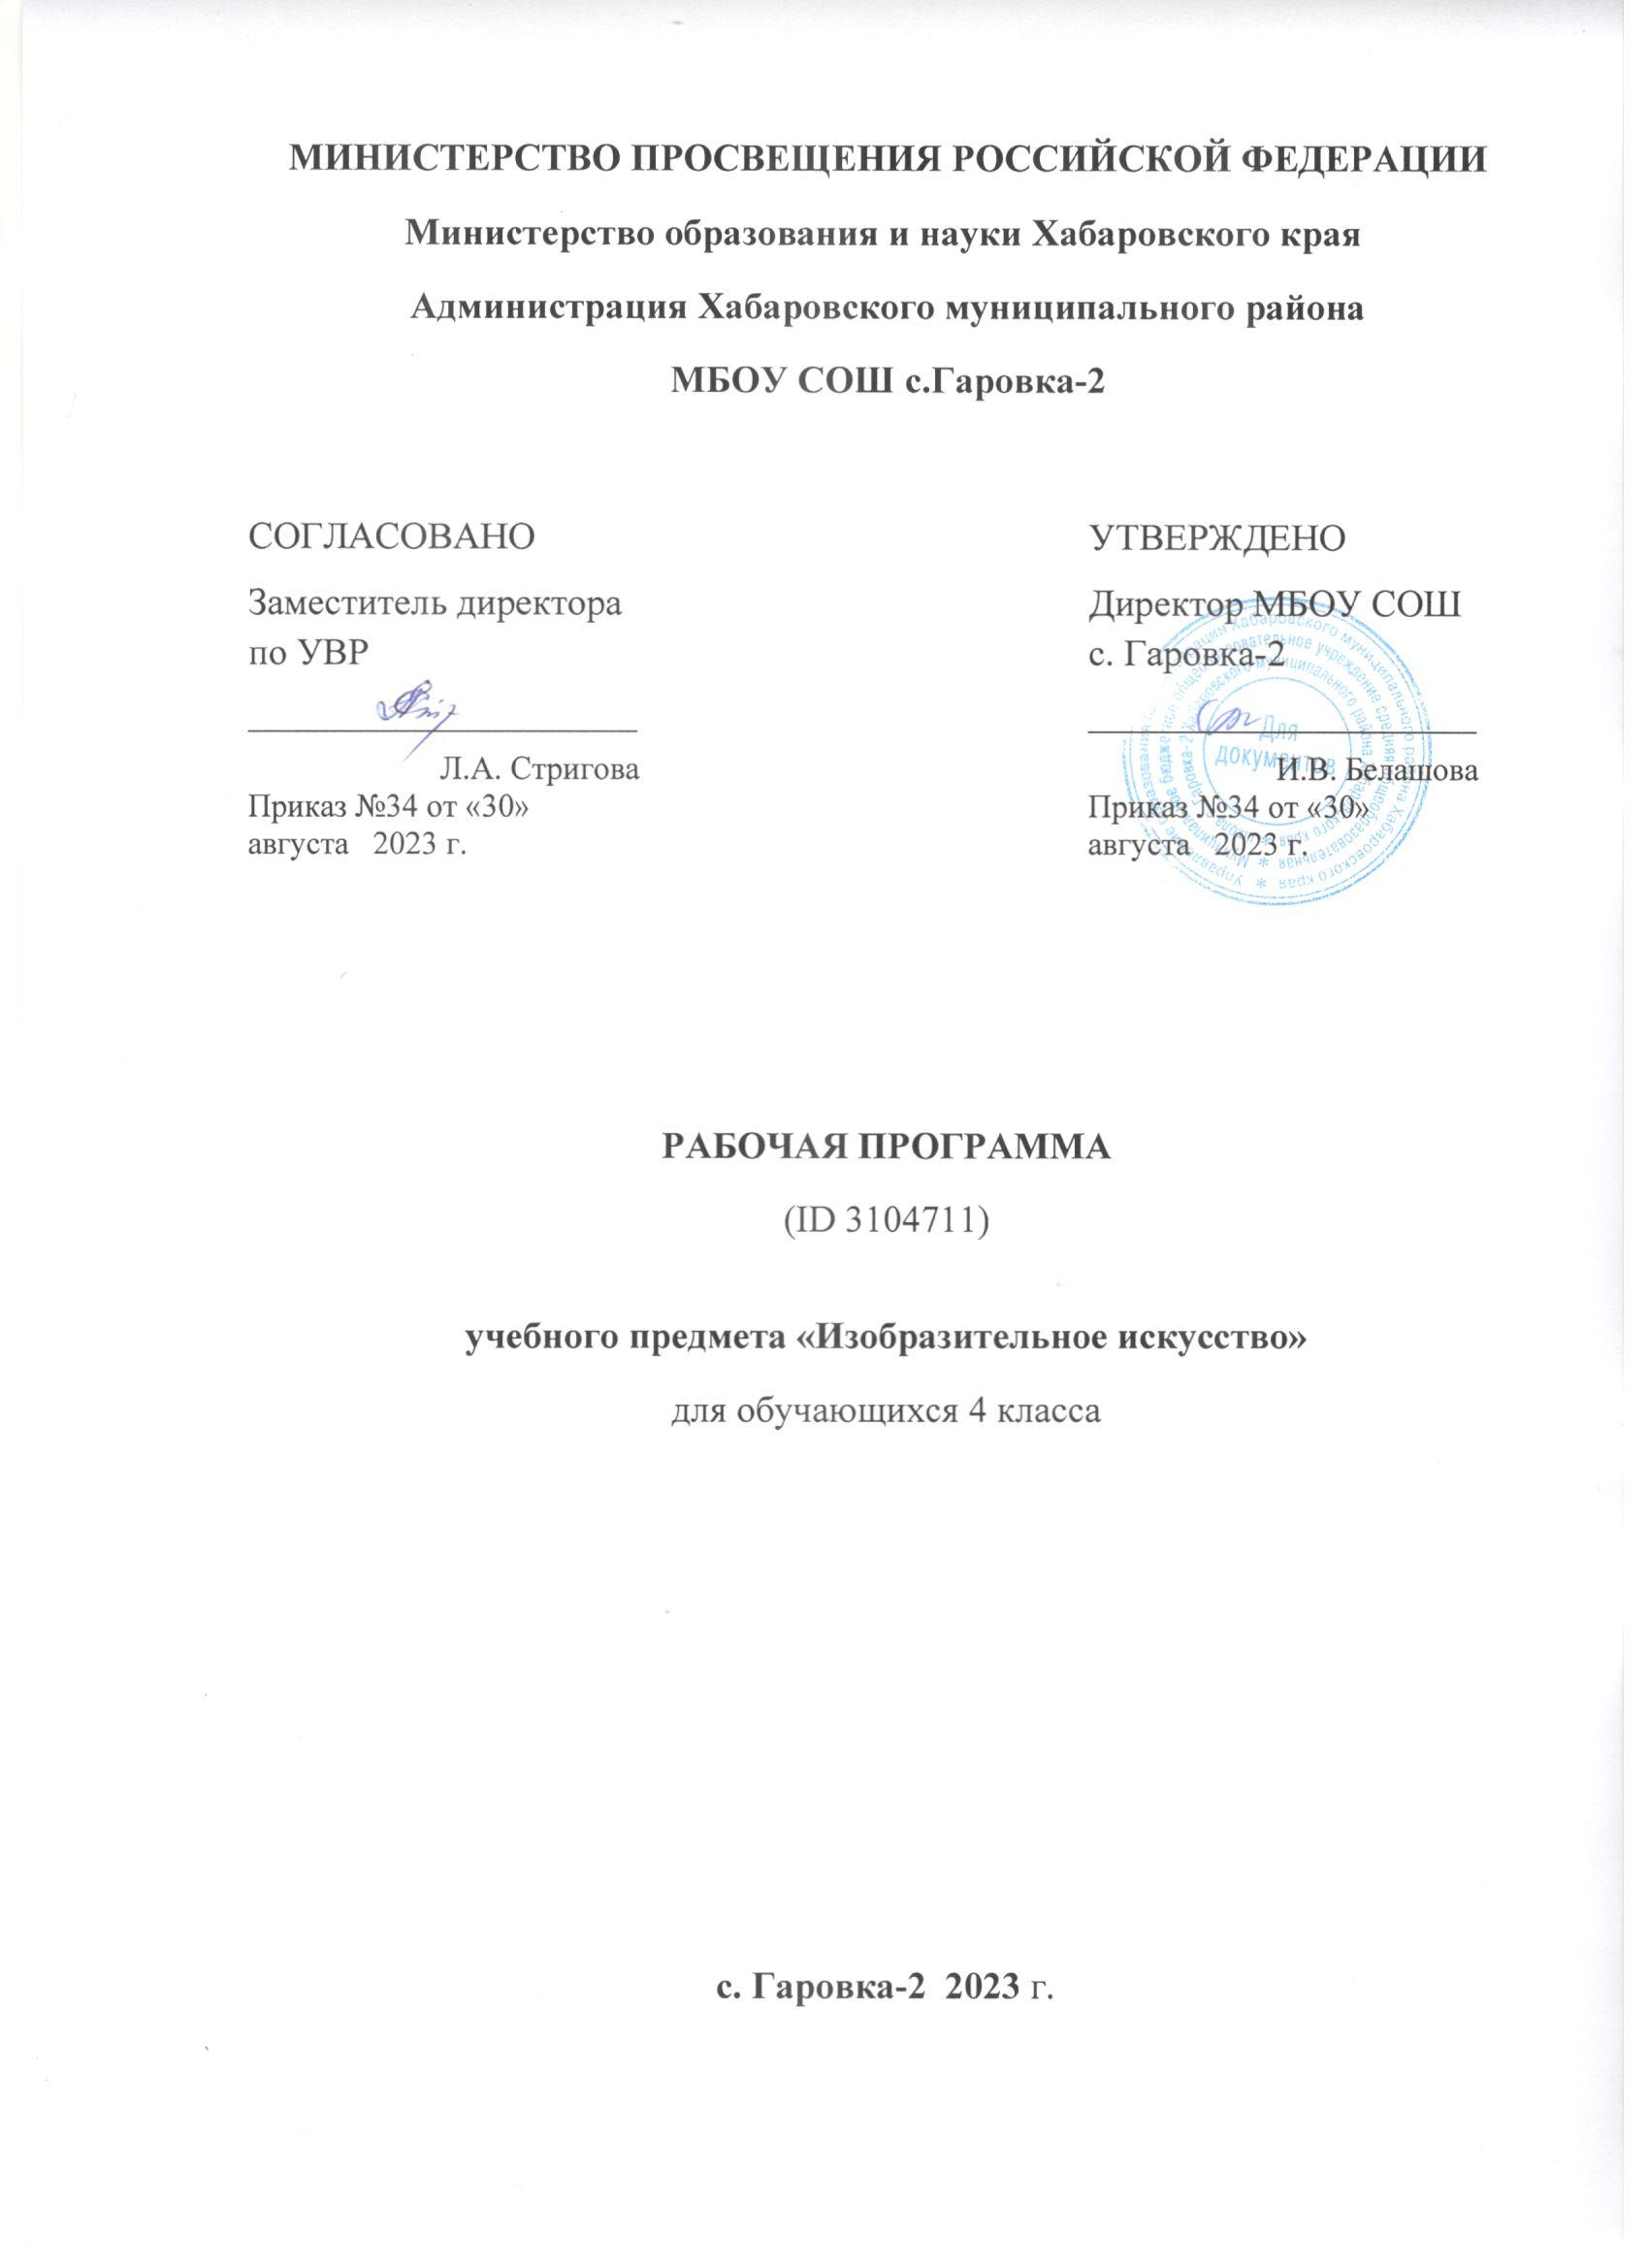 МИНИСТЕРСТВО ПРОСВЕЩЕНИЯ РОССИЙСКОЙ ФЕДЕРАЦИИ
Министерство образования и науки Хабаровского края
Администрация Хабаровского муниципального района
МБОУ СОШ с.Гаровка-2
СОГЛАСОВАНО
Заместитель директора
по УВР
Л.А. Стригова
Приказ №34 от «30»
августа 2023 г.
УТВЕРЖДЕНО
Директор МБОУ СОШ
с. Гаровка-2
Для
документов
И.В. Белашова
Приказ №34 от «30»
августа 2023 г.
РАБОЧАЯ ПРОГРАММА
(ID 3104711)
учебного предмета «Изобразительное искусство»
для обучающихся 4 класса
с. Гаровка-2 2023 г.